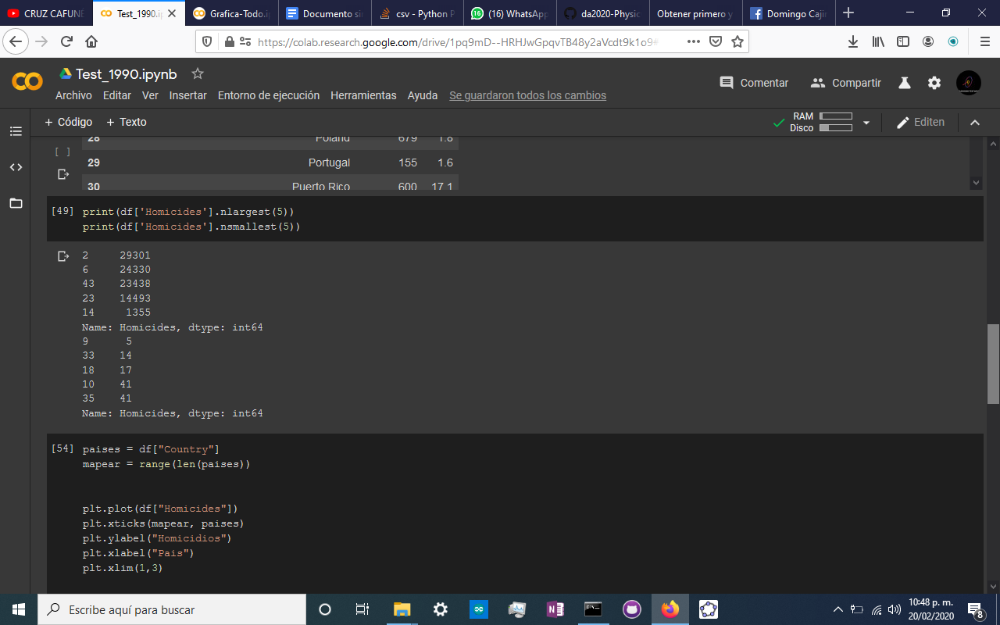 CRUZ CAFUNÉ
Test_1990.ip
Grafica-Todo.i
Documento si
csv - Python P
(16) WhatsApp
da2020-Physic
Obtener primero y
Domingo Caji
https://colab.research.google.com/drive/1pq9mD--HRHJwGpqvTB48y2aVcdt9k1o9#
Test_1990.ipynb
Comentar
Compartir
Archivo Editar Ver Insertar Entorno de ejecución Herramientas Ayuda Se guardaron todos los cambios
+ Código + Texto
RAM
Disco
Editen
28 Poland 679 1.8
[ ]
29 Portugal 155 1.6
30 Puerto Rico 600 17.1
[49] print(df['Homicides'].nlargest(5))
print(df['Homicides'].nsmallest(5))
2 29301
6 24330
43 23438
23 14493
14 1355
Name: Homicides, dtype: int64
9 5
33 14
18 17
10 41
35 41
Name: Homicides, dtype: int64
[54] paises = df["Country"]
mapear = range(len(paises))
plt.plot(df["Homicides"])
plt.xticks(mapear, paises)
plt.ylabel("Homicidios")
plt.xlabel("Pais")
plt.xlim(1,3)
Escribe aquí para buscar
10:48 p. m.
20/02/2020
8